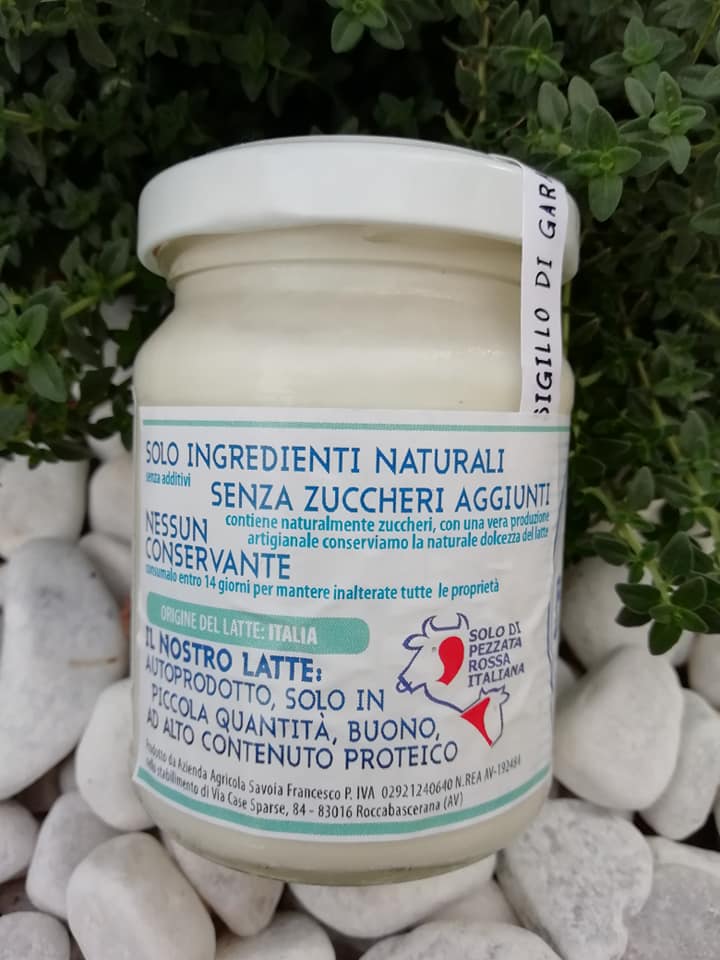 SIGILLO DI GAR
SOLO INGREDIENTI NATURALI
senza additivi
SENZA ZUCCHERI AGGIUNTI
contiene naturalmente zuccheri, con una vera produzione
artigianale conserviamo la naturale dolcezza del latte
NESSUN
CONSERVANTE
consumalo entro 14 giorni per mantere inalterate tutte le proprietà
ORIGINE DEL LATTE: ITALIA
IL NOSTRO LATTE:
AUTOPRODOTTO, SOLO IN
PICCOLA QUANTITÀ, BUONO,
AD ALTO CONTENUTO PROTEICO
SOLO DI
PEZZATA
ROSSA
ITALIANA
Prodotto da Azienda Agricola Savoia Francesco P. IVA 02921240640 N.REA AV-192484
nello stabilimento di Via Case Sparse, 84 - 83016 Roccabascerana (AV)